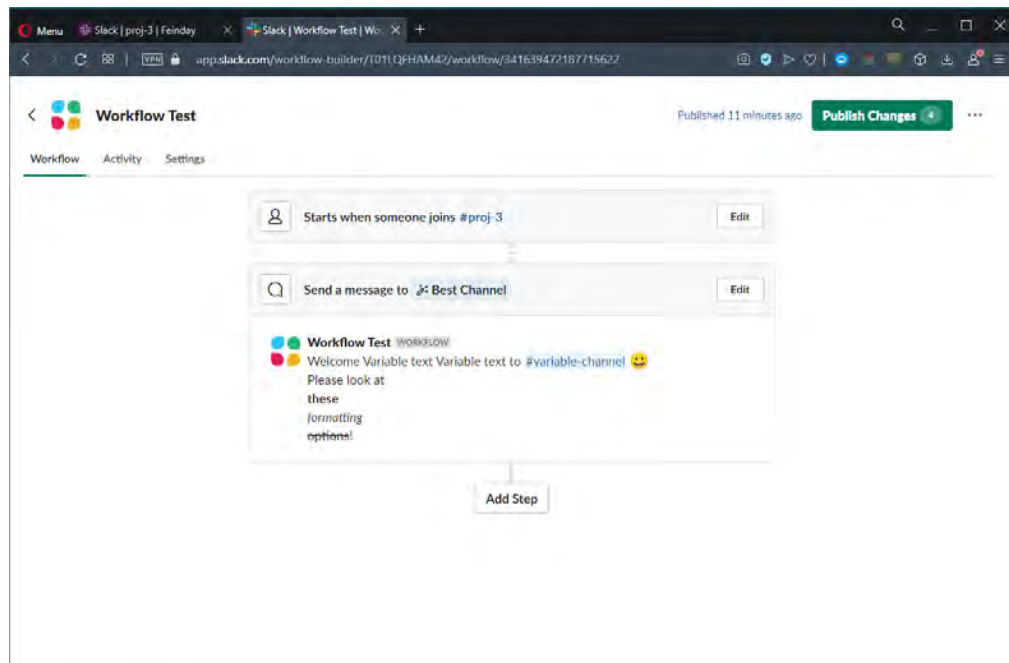 Menu
Slack | proj-3 | Feinday
Slack | Workflow Test | Wo
VPN
app.slack.com/workflow-builder/T01LQFHAM42/workflow/341639472187715622
Workflow Test
Published 11 minutes ago
Publish Changes 4
Workflow Activity Settings
Starts when someone joins #proj-3
Edit
Send a message to Best Channel
Edit
Workflow Test WORKFLOW
Welcome Variable text Variable text to #variable-channel
Please look at
these
formatting
options!
Add Step